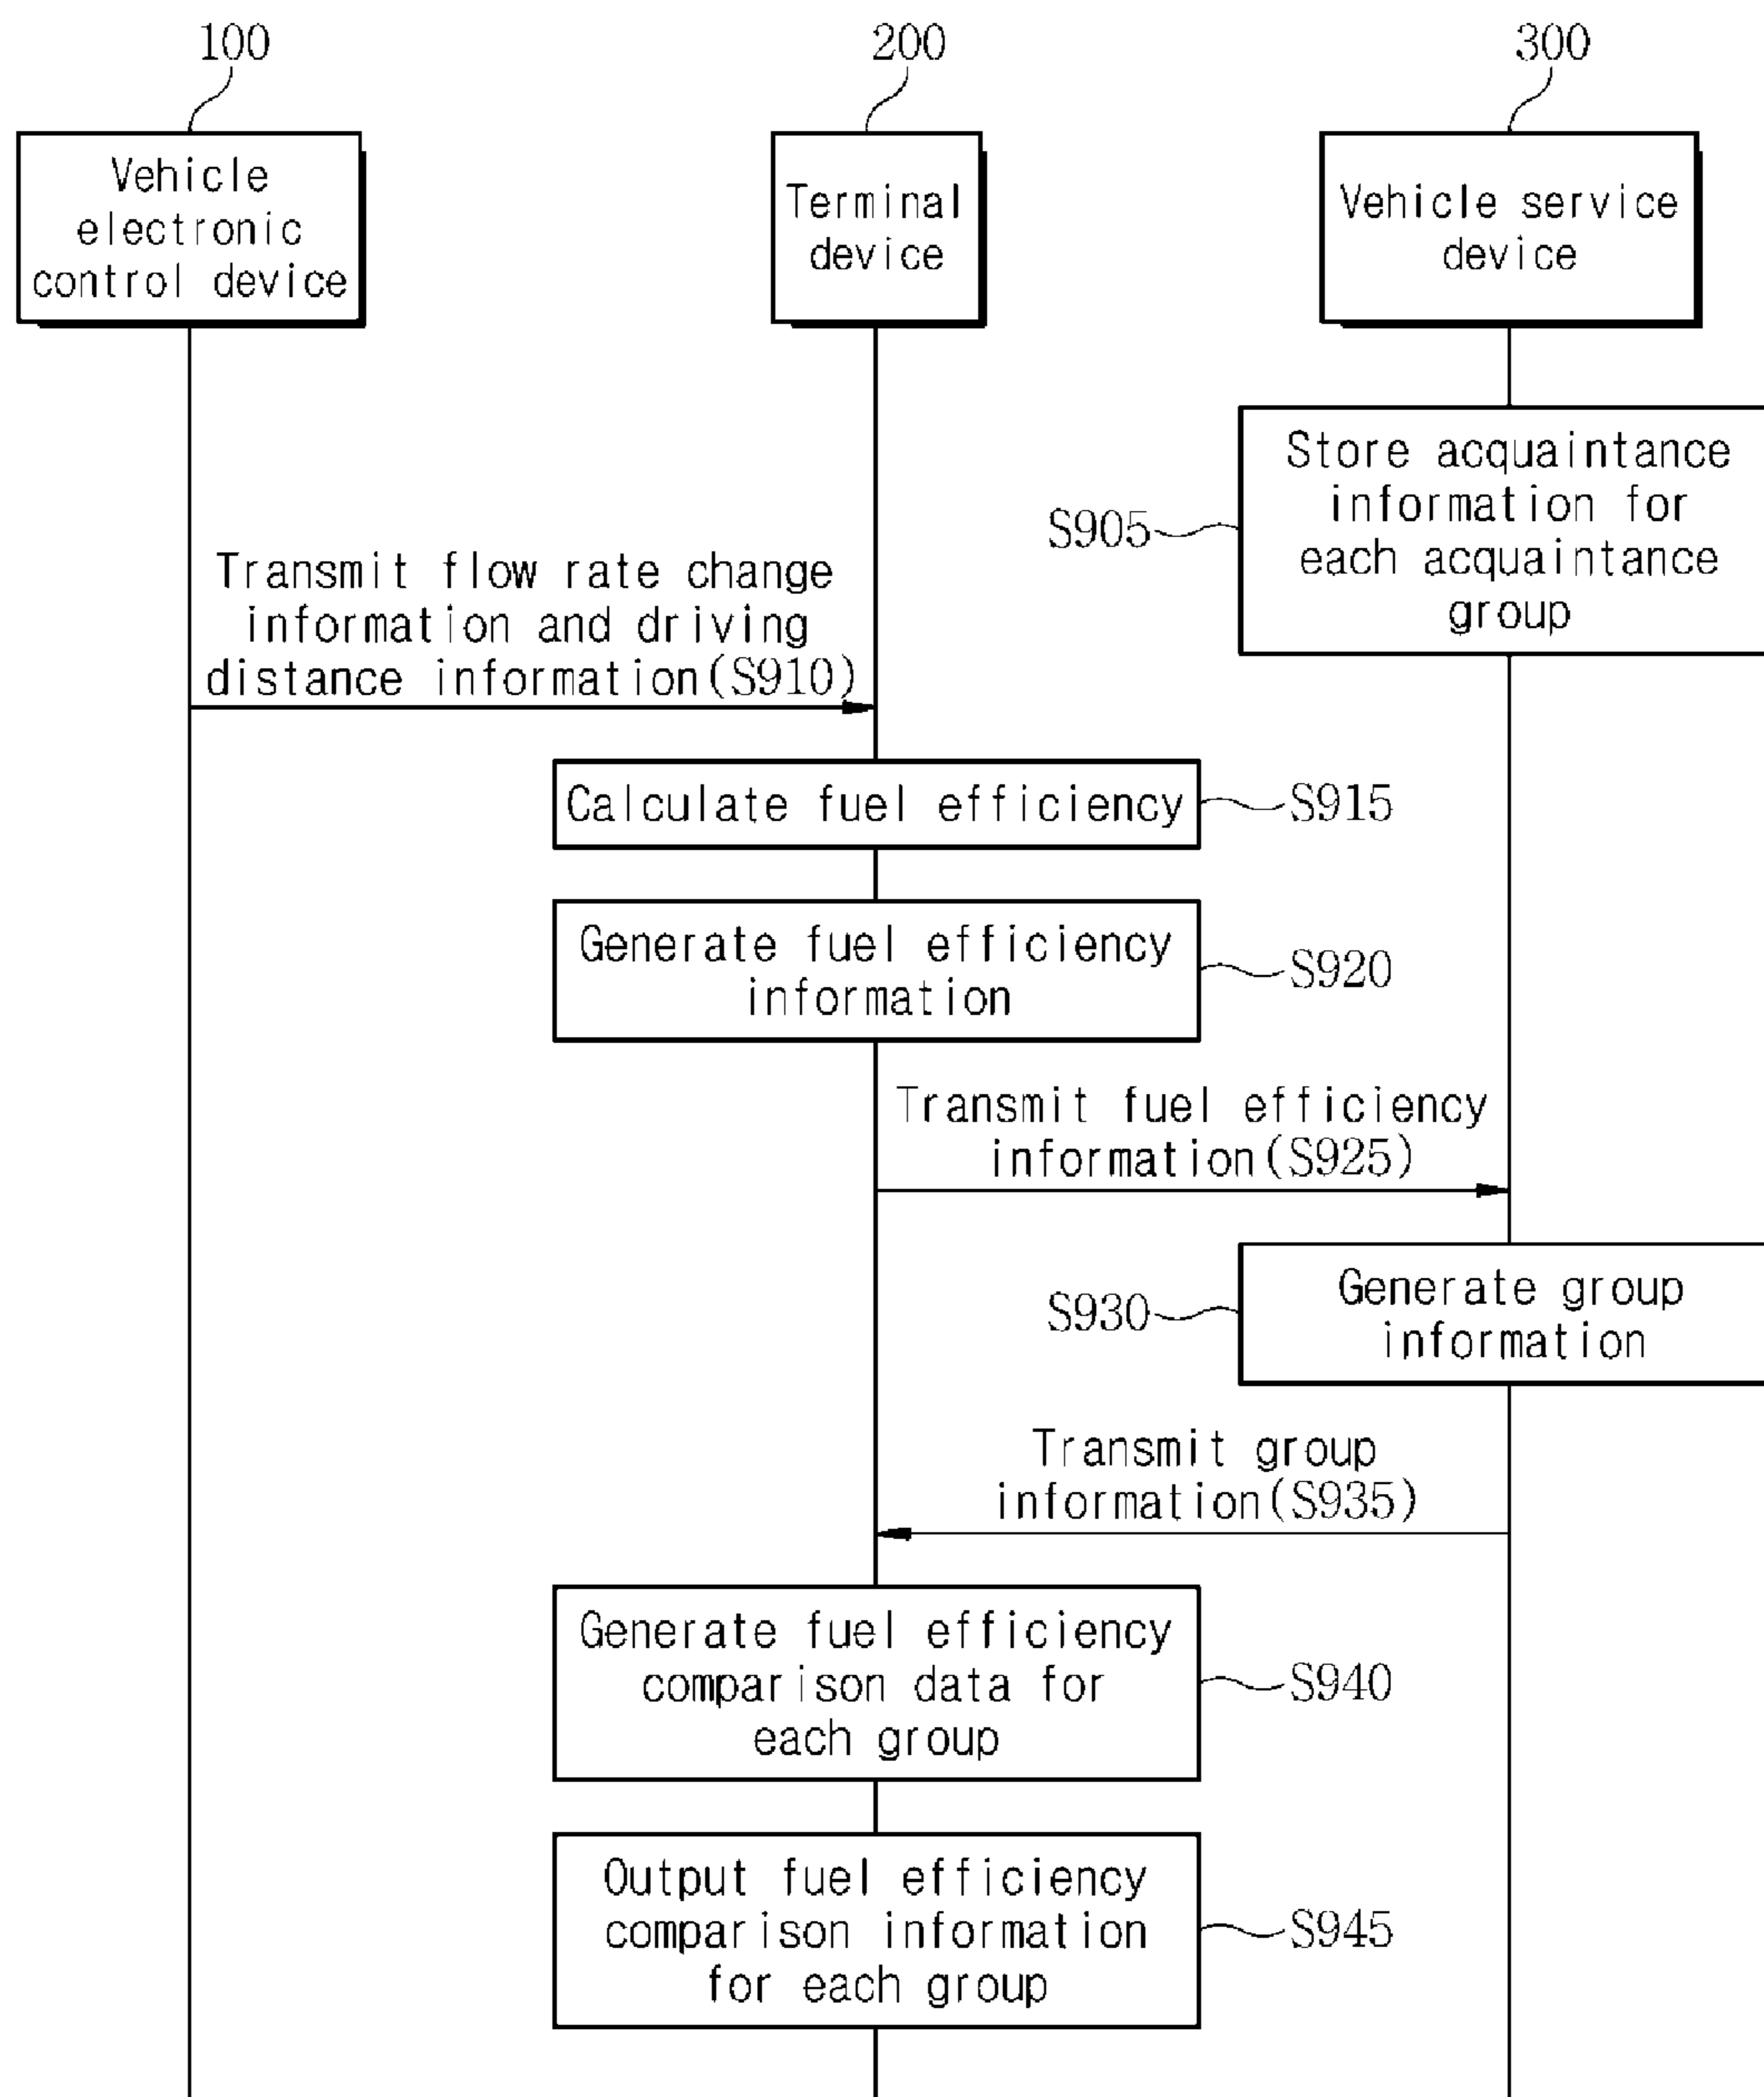 100
200
300
Vehicle
electronic
control device
Terminal
device
Vehicle service
device
Store acquaintance
information for
each acquaintance
group
S905
Transmit flow rate change
information and driving
distance information(S910)
Calculate fuel efficiency
S915
Generate fuel efficiency
information
S920
Transmit fuel efficiency
information(S925)
Generate group
information
S930
Transmit group
information(S935)
Generate fuel efficiency
comparison data for
each group
S940
Output fuel efficiency
comparison information
for each group
S945